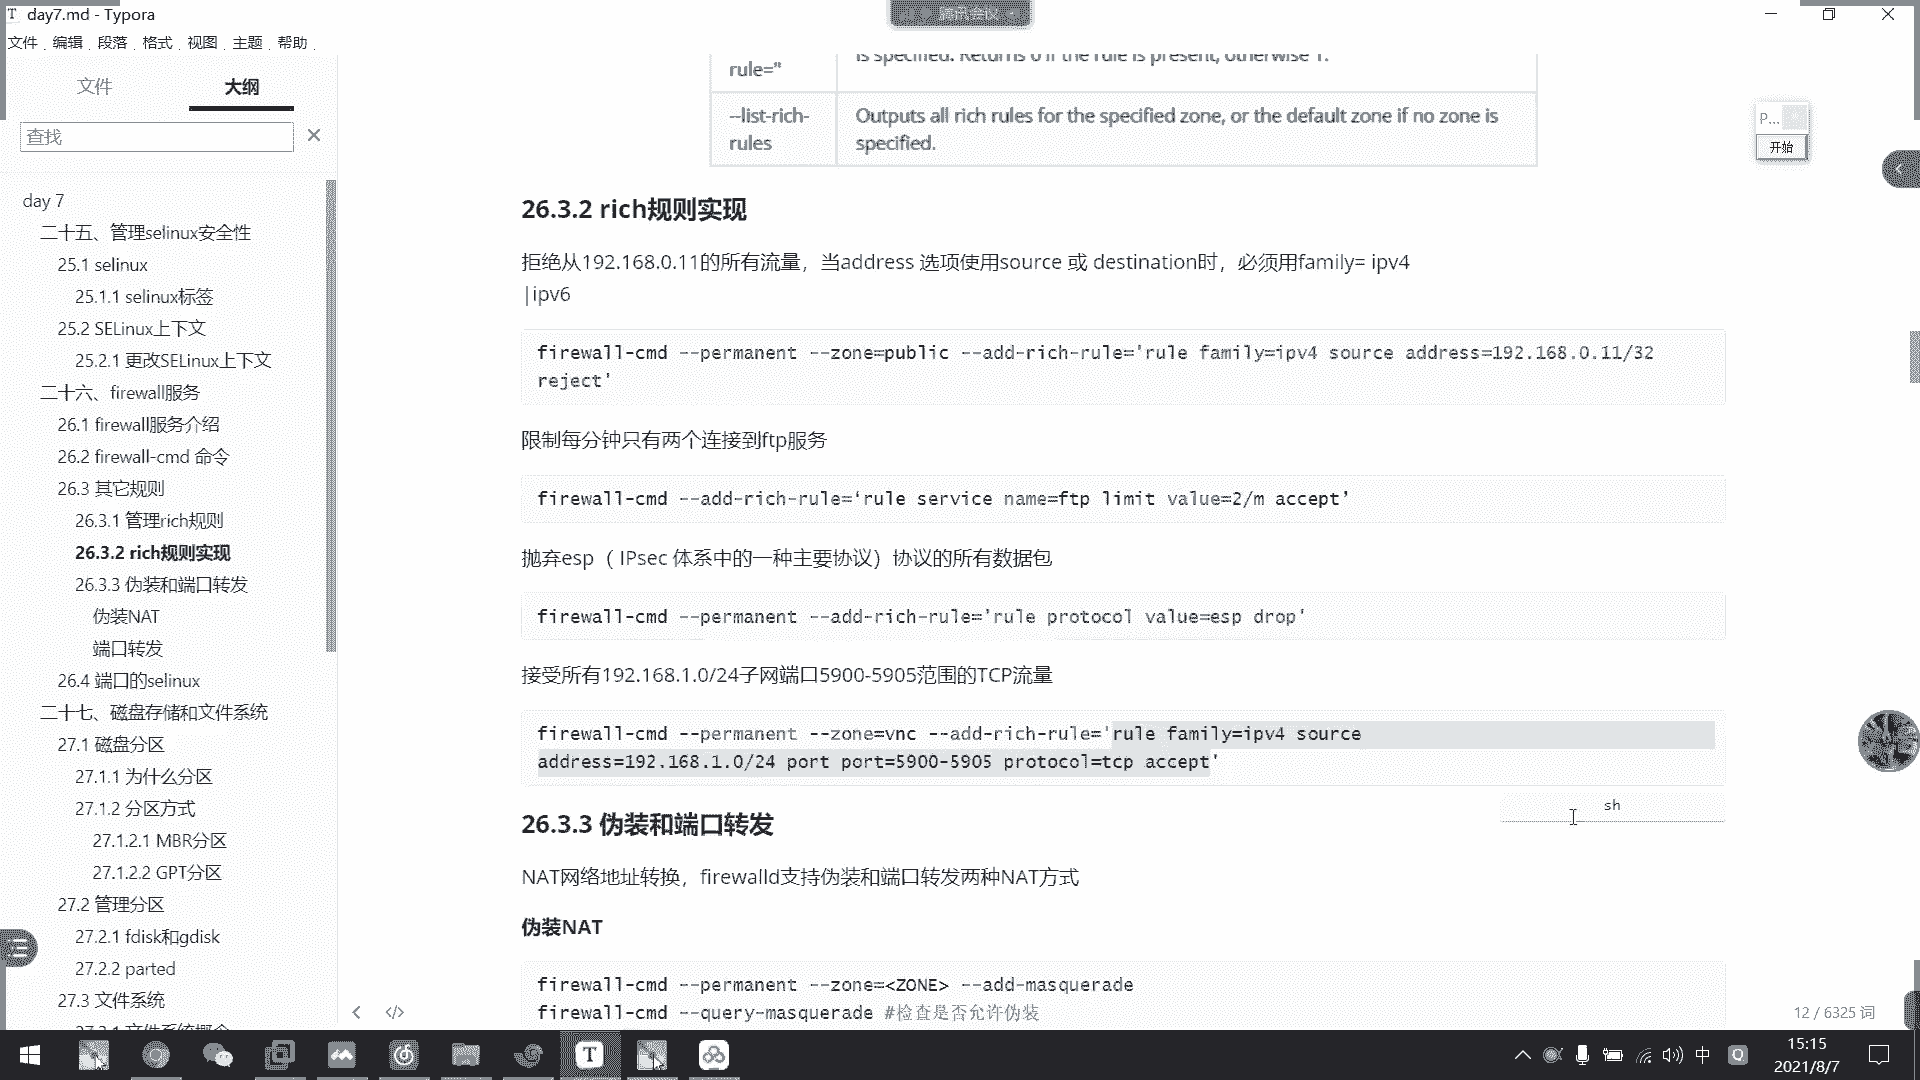 day7.md - Typora
腾讯会议
文件 编辑 段落 格式 视图 主题 帮助
文件
大纲
查找
day 7
二十五、管理selinux安全性
25.1 selinux
25.1.1 selinux标签
25.2 SELinux上下文
25.2.1 更改SELinux上下文
二十六、firewall服务
26.1 firewall服务介绍
26.2 firewall-cmd 命令
26.3 其它规则
26.3.1 管理rich规则
26.3.2 rich规则实现
26.3.3 伪装和端口转发
伪装NAT
端口转发
26.4 端口的selinux
二十七、磁盘存储和文件系统
27.1 磁盘分区
27.1.1 为什么分区
27.1.2 分区方式
27.1.2.1 MBR分区
27.1.2.2 GPT分区
27.2 管理分区
27.2.1 fdisk和gdisk
27.2.2 parted
27.3 文件系统
27.3.1 文件系统概念
rule=''
is specified. Returns 0 if the rule is present, otherwise 1.
--list-rich-
rules
Outputs all rich rules for the specified zone, or the default zone if no zone is
specified.
26.3.2 rich规则实现
拒绝从192.168.0.11的所有流量，当address 选项使用source 或 destination时，必须用family= ipv4
|ipv6
firewall-cmd --permanent --zone=public --add-rich-rule='rule family=ipv4 source address=192.168.0.11/32
reject'
限制每分钟只有两个连接到ftp服务
firewall-cmd --add-rich-rule=‘rule service name=ftp limit value=2/m accept’
抛弃esp（ IPsec 体系中的一种主要协议）协议的所有数据包
firewall-cmd --permanent --add-rich-rule='rule protocol value=esp drop'
接受所有192.168.1.0/24子网端口5900-5905范围的TCP流量
firewall-cmd --permanent --zone=vnc --add-rich-rule='rule family=ipv4 source
address=192.168.1.0/24 port port=5900-5905 protocol=tcp accept'
sh
26.3.3 伪装和端口转发
NAT网络地址转换，firewalld支持伪装和端口转发两种NAT方式
伪装NAT
firewall-cmd --permanent --zone=<ZONE> --add-masquerade
firewall-cmd --query-masquerade #检查是否允许伪装
P...
开始
12 / 6325 词
中
15:15
2021/8/7